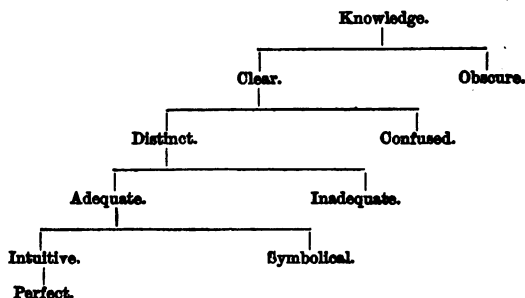 Knowledge.
Clear. Obscure.
Distinct. Confused.
Adequate. Inadequate.
Intuitive. Symbolical.
Perfect.